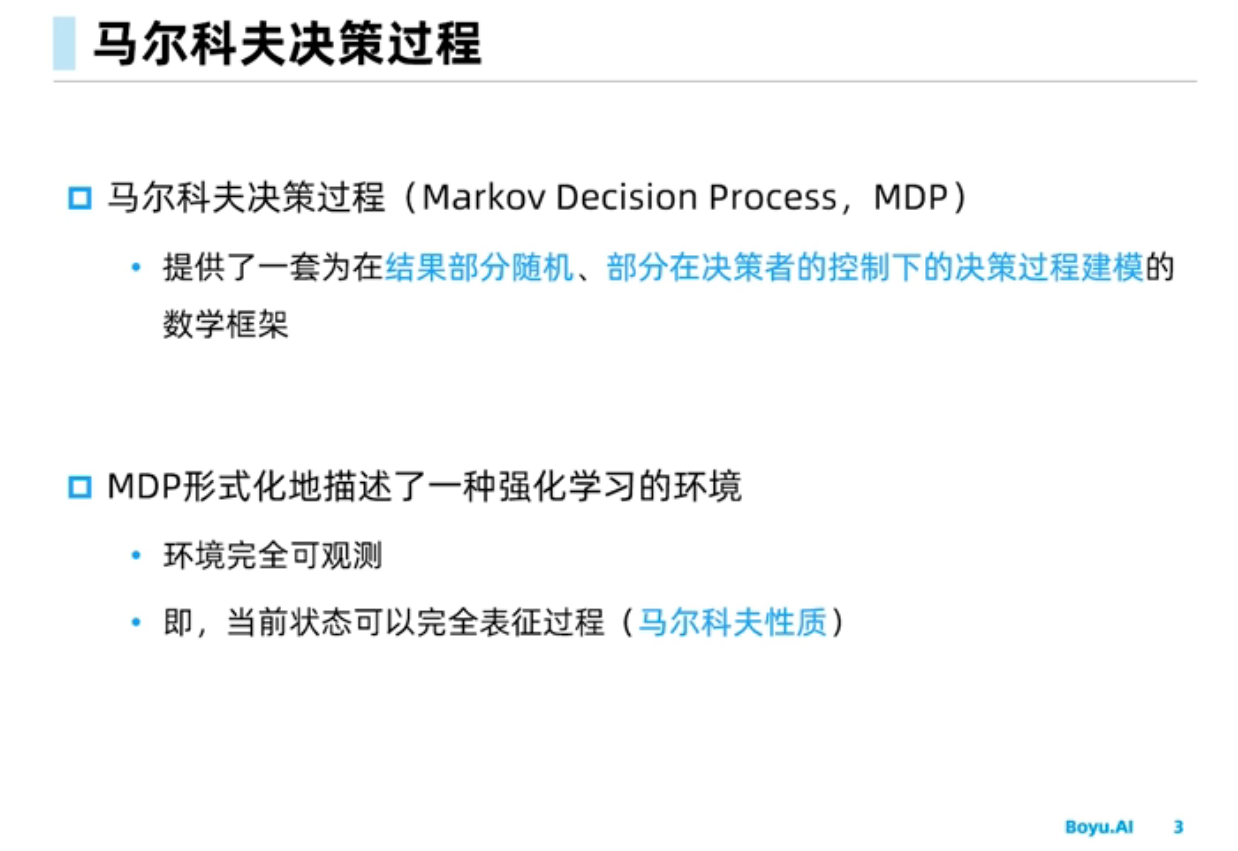 马尔科夫决策过程
马尔科夫决策过程（Markov Decision Process，MDP）
提供了一套为在结果部分随机、部分在决策者的控制下的决策过程建模的
数学框架
MDP形式化地描述了一种强化学习的环境
环境完全可观测
即，当前状态可以完全表征过程（马尔科夫性质）
Boyu.AI 3